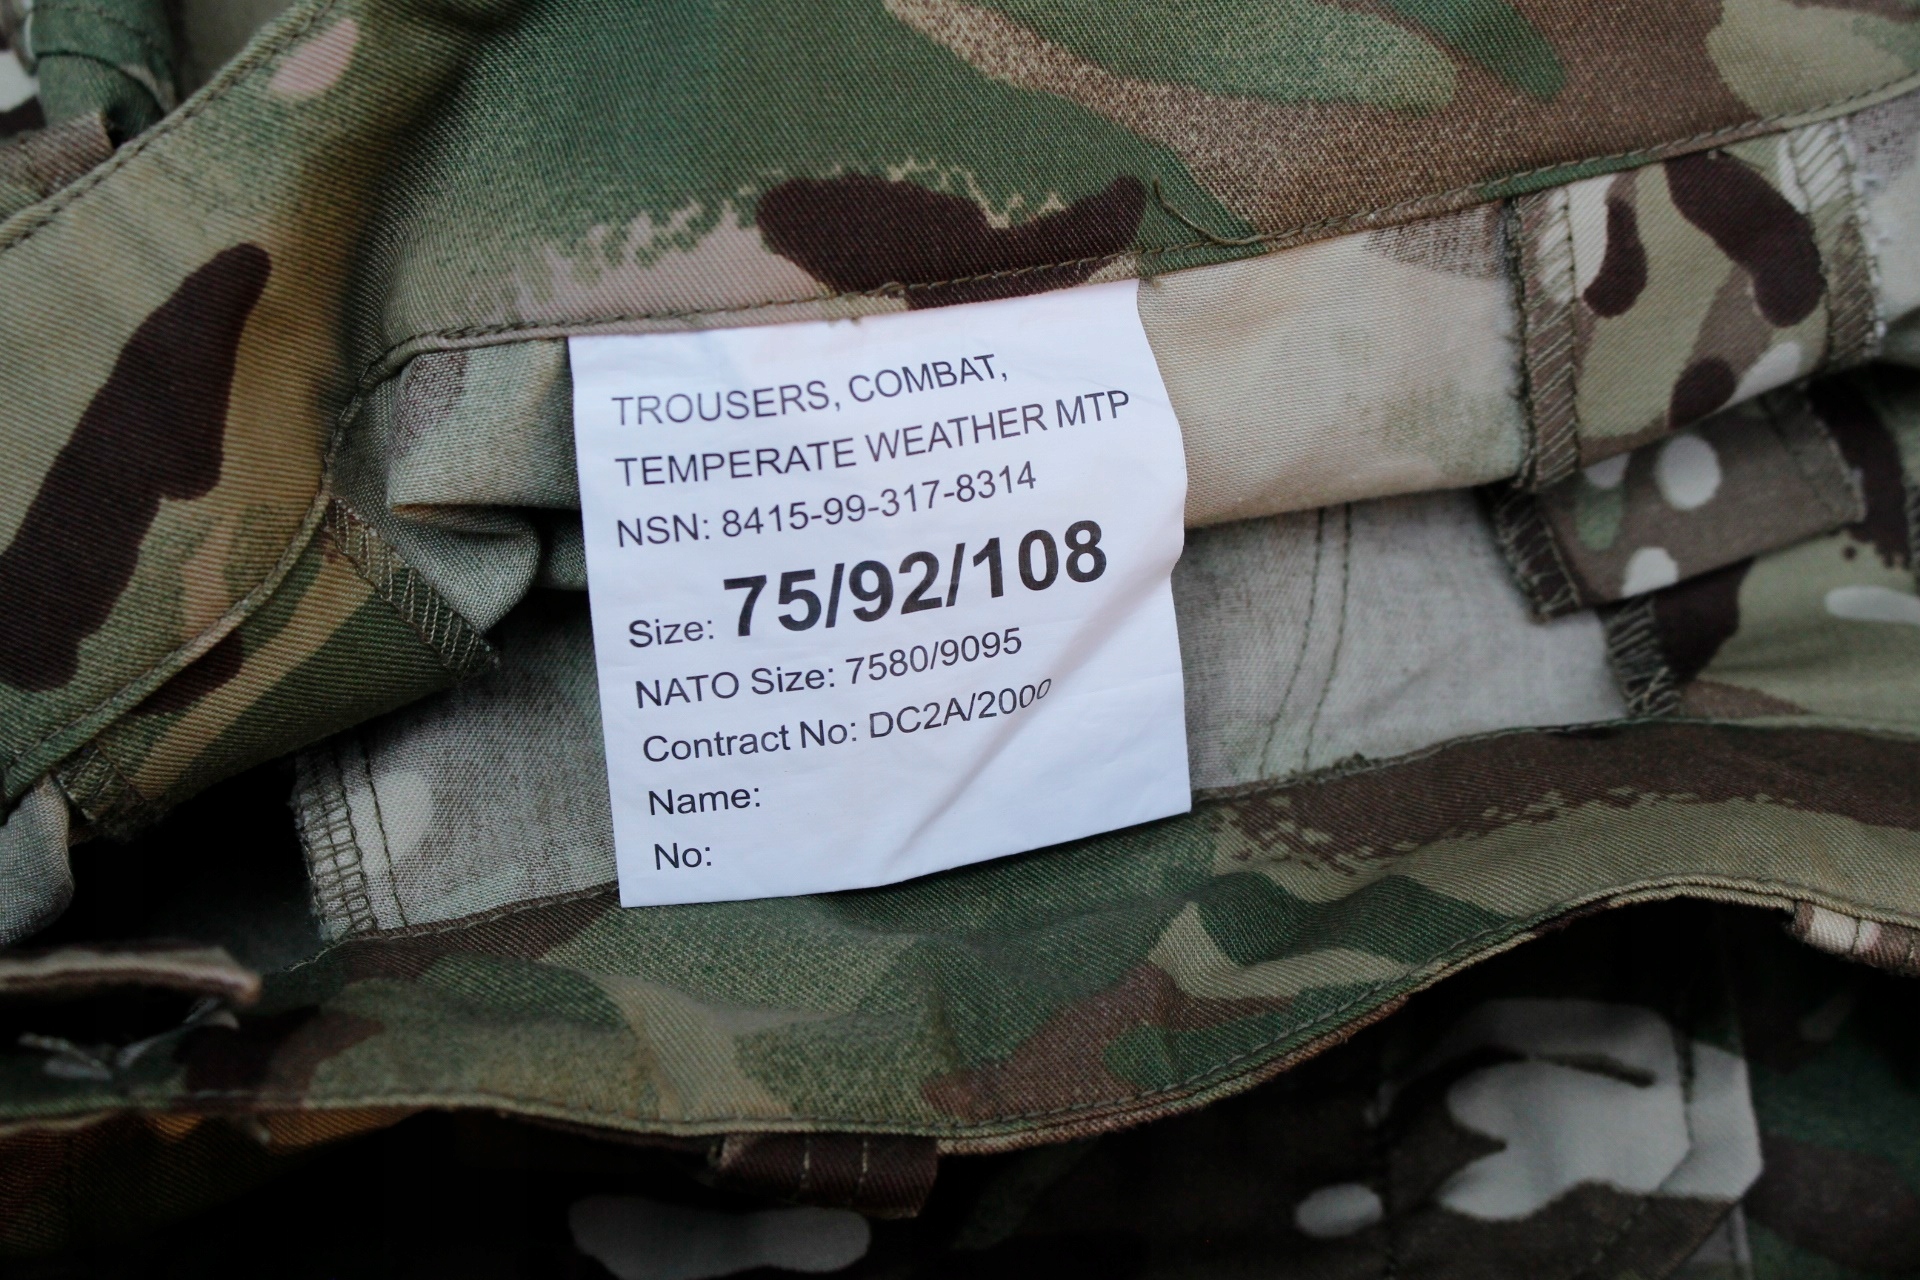 TROUSERS, COMBAT,
TEMPERATE WEATHER MTP
NSN: 8415-99-317-8314
Size: 75/92/108
NATO Size: 7580/9095
Contract No: DC2A/2000
Name:
No: